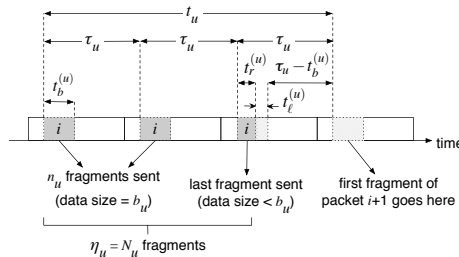 t_u
τ_u τ_u τ_u
t_b^(u) t_r^(u) τ_u − t_b^(u)
t_ℓ^(u)
i i i
time
n_u fragments sent
(data size = b_u)
last fragment sent
(data size < b_u)
first fragment of
packet i+1 goes here
η_u = N_u fragments